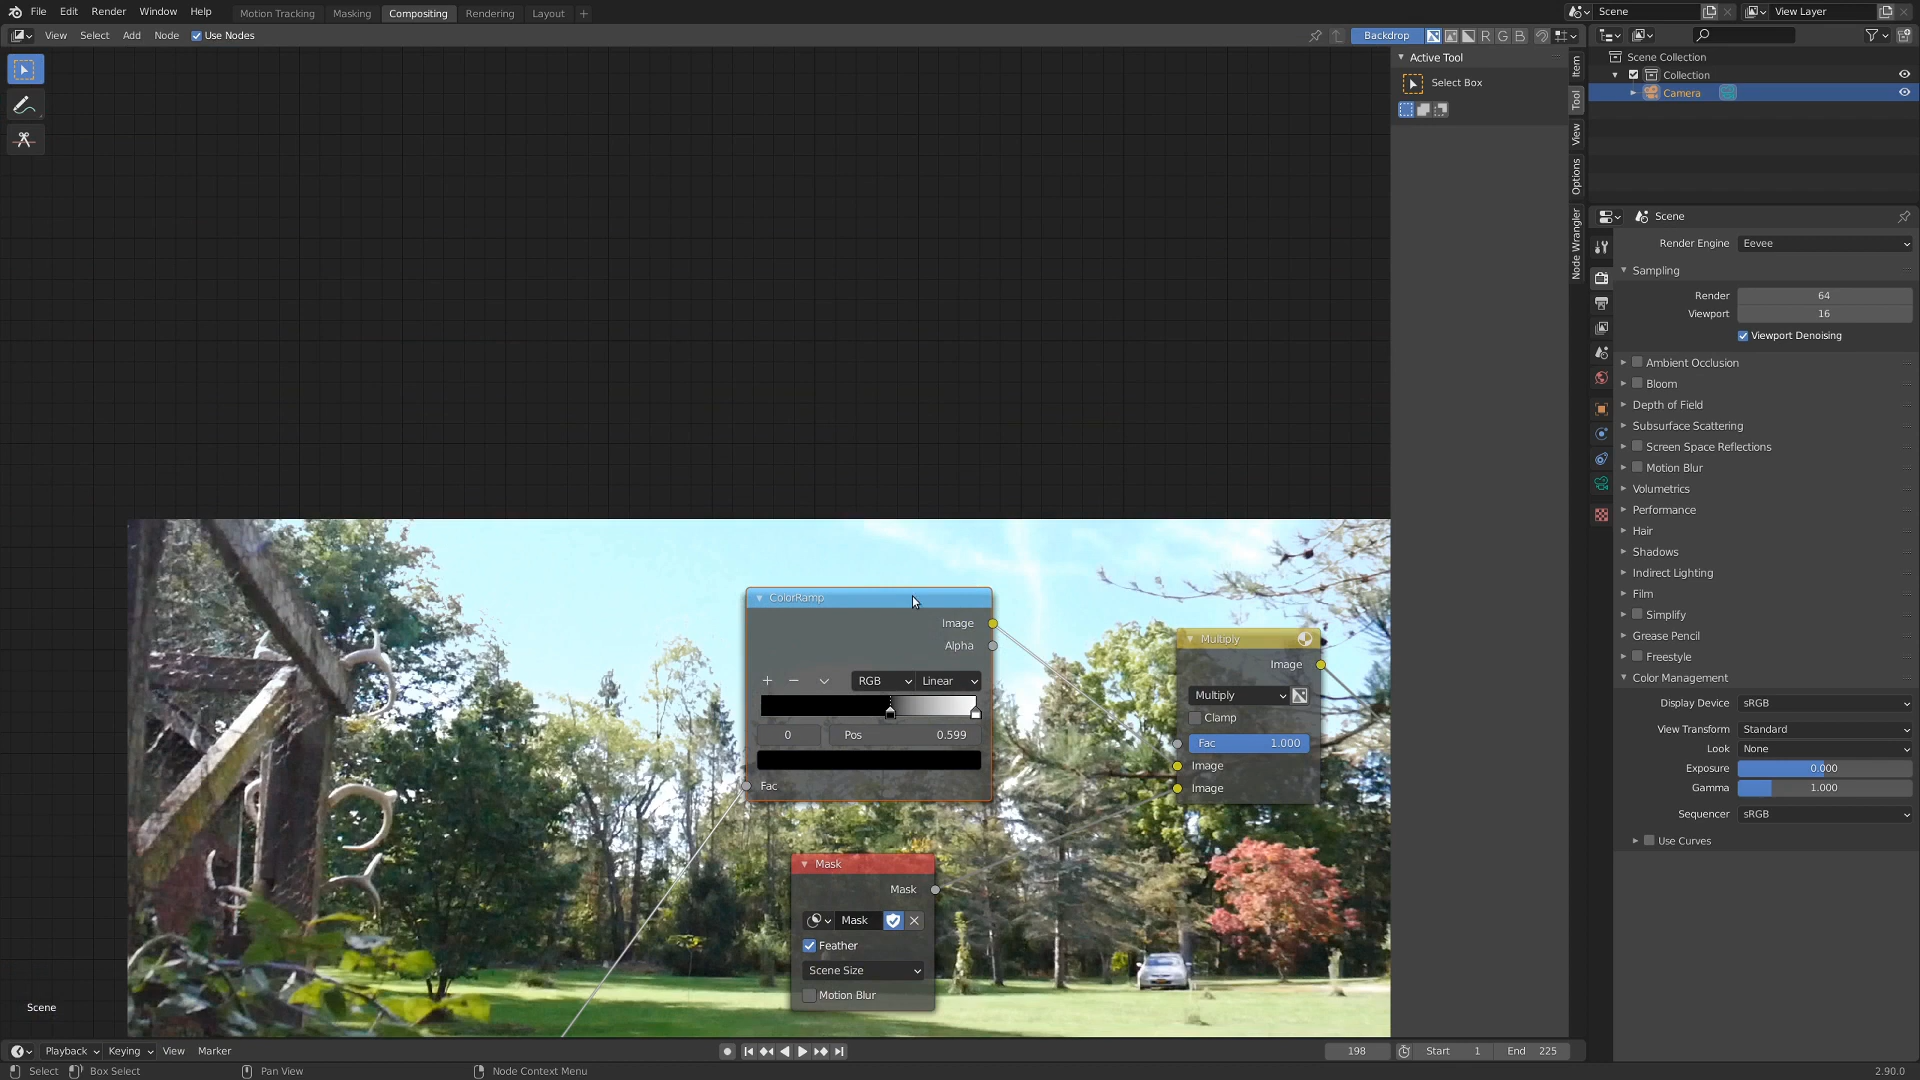 File Edit Render Window Help Motion Tracking Masking Compositing Rendering Layout + Scene View Layer
View Select Add Node Use Nodes Backdrop R G B
Active Tool
Select Box
Item
Tool
View
Options
Node Wrangler
Scene Collection
Collection
Camera
Scene
Render Engine Eevee
Sampling
Render 64
Viewport 16
Viewport Denoising
Ambient Occlusion
Bloom
Depth of Field
Subsurface Scattering
Screen Space Reflections
Motion Blur
Volumetrics
Performance
Hair
Shadows
Indirect Lighting
Film
Simplify
Grease Pencil
Freestyle
Color Management
Display Device sRGB
View Transform Standard
Look None
Exposure 0.000
Gamma 1.000
Sequencer sRGB
Use Curves
ColorRamp
Image
Alpha
RGB Linear
0 Pos 0.599
Fac
Multiply
Image
Multiply
Clamp
Fac 1.000
Image
Image
Mask
Mask
Mask
Feather
Scene Size
Motion Blur
Scene
Playback Keying View Marker 198 Start 1 End 225
Select Box Select Pan View Node Context Menu 2.90.0